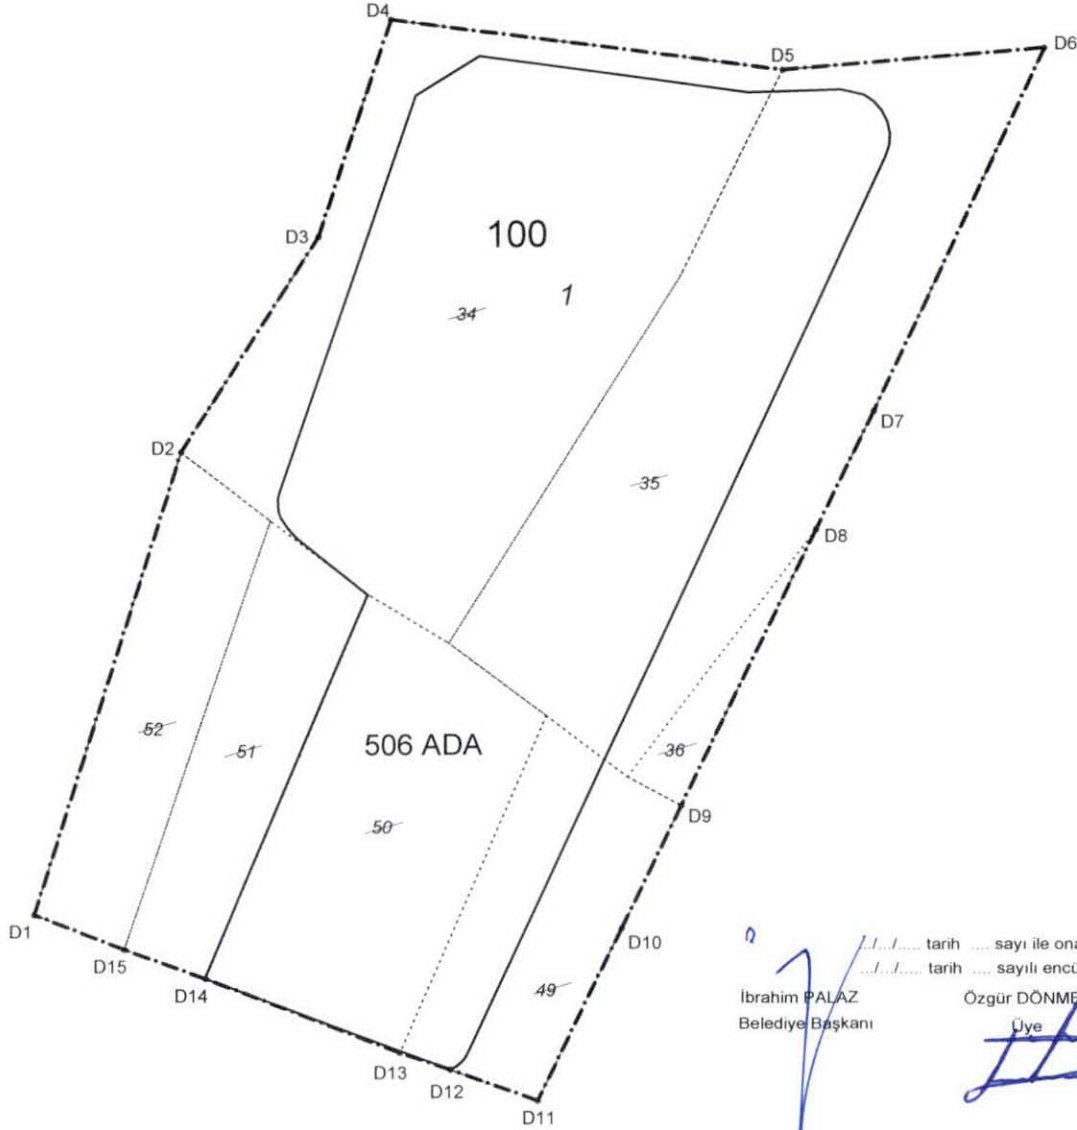 D4
D5
D6
D3
100
1
34
D7
D2
35
D8
52
51
506 ADA
36
50
D9
D1
D10
D15
D14
49
D13
D12
D11
../../.... tarih .... sayı ile ona
../../.... tarih .... sayılı encü
İbrahim PALAZ Özgür DÖNME
Belediye Başkanı Üye